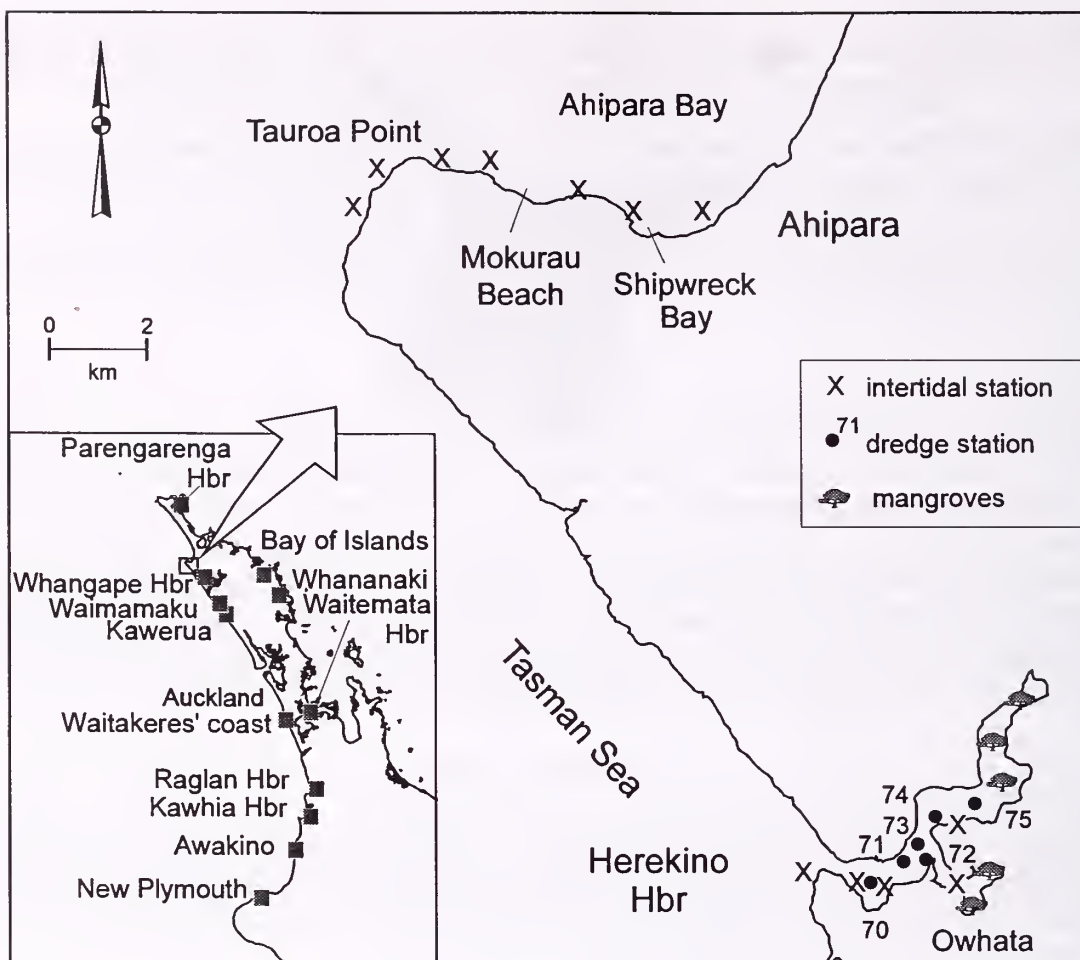 Ahipara Bay
Tauroa Point
X X X X X X X
Ahipara
Mokurau
Beach
Shipwreck
Bay
0 2
km
X intertidal station
71 dredge station
mangroves
Parengarenga
Hbr
Bay of Islands
Whangape Hbr
Waimamaku
Kawerua
Whananaki
Waitemata
Hbr
Auckland
Waitakeres' coast
Raglan Hbr
Kawhia Hbr
Awakino
New Plymouth
Tasman Sea
Herekino
Hbr
74
73
71
75
72
70
X X X X X
Owhata